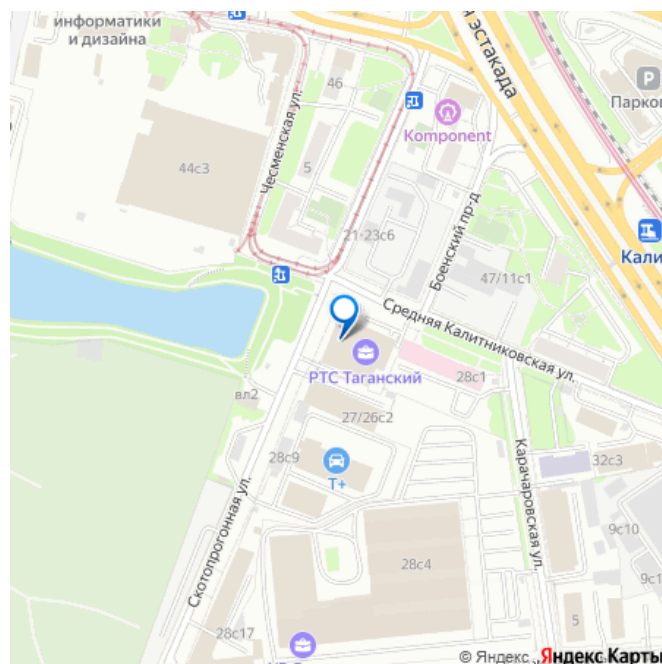 информатики
и дизайна
я эстакада
46
Парков
Чесменская ул.
Komponent
5
44с3
21-23с6
Боенский пр-д
Кали
47/11с1
Средняя Калитниковская ул.
РТС Таганский
28с1
вл2
27/26с2
28с9
Т+
32с3
Карачаровская ул.
Скотопрогонная ул.
9с10
28с4
9с1
5
28с17
© Яндекс
Яндекс Карты